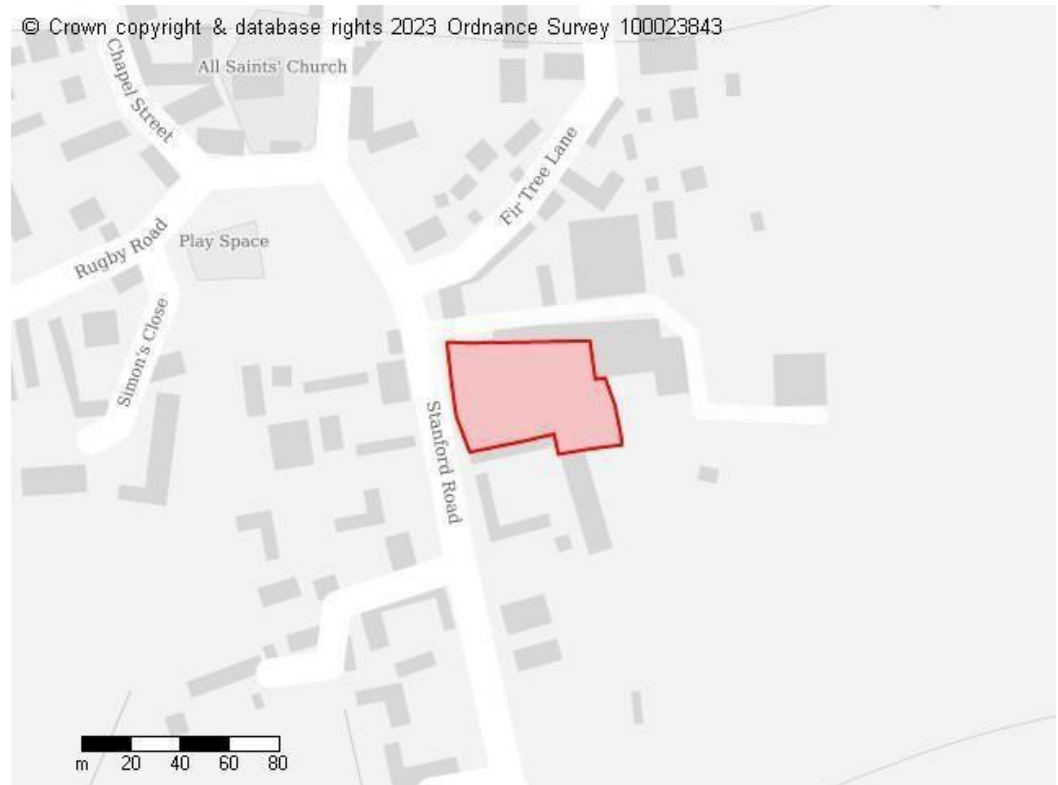 © Crown copyright & database rights 2023 Ordnance Survey 100023843
Chapel Street
All Saints' Church
Fir Tree Lane
Rugby Road
Play Space
Simon's Close
Stanford Road
m 20 40 60 80